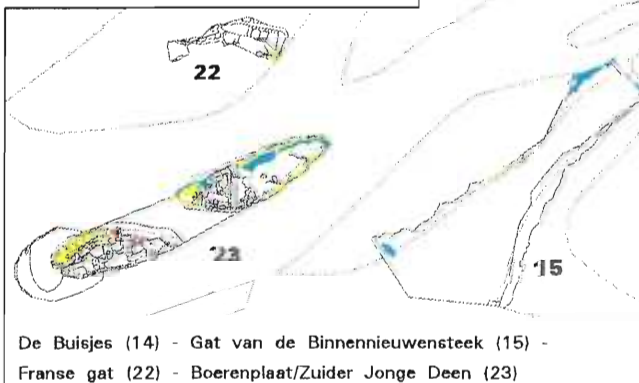 22
23
15
De Buisjes (14) - Gat van de Binnennieuwensteek (15) -
Franse gat (22) - Boerenplaat/Zuider Jonge Deen (23)